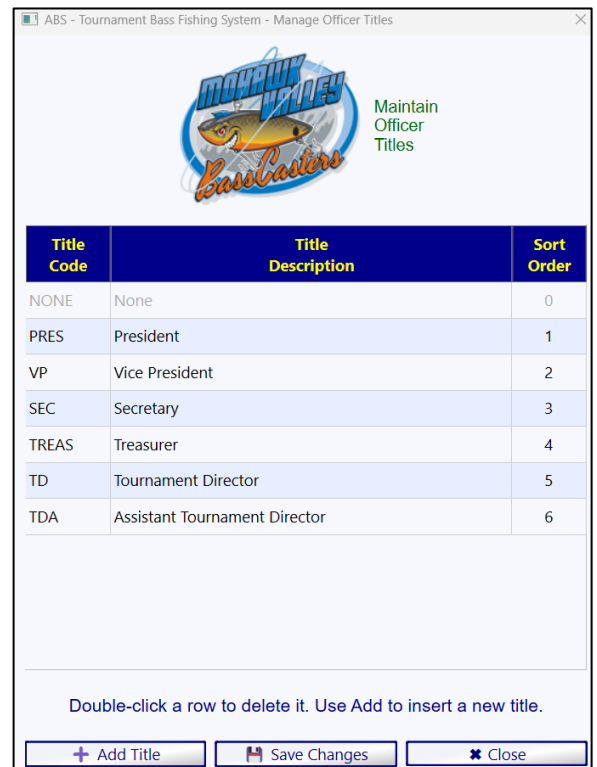 ABS - Tournament Bass Fishing System - Manage Officer Titles
MOHAWK
VALLEY
BassCasters
Maintain
Officer
Titles
Title Code Title Description Sort Order
NONE None 0
PRES President 1
VP Vice President 2
SEC Secretary 3
TREAS Treasurer 4
TD Tournament Director 5
TDA Assistant Tournament Director 6
Double-click a row to delete it. Use Add to insert a new title.
Add Title Save Changes Close